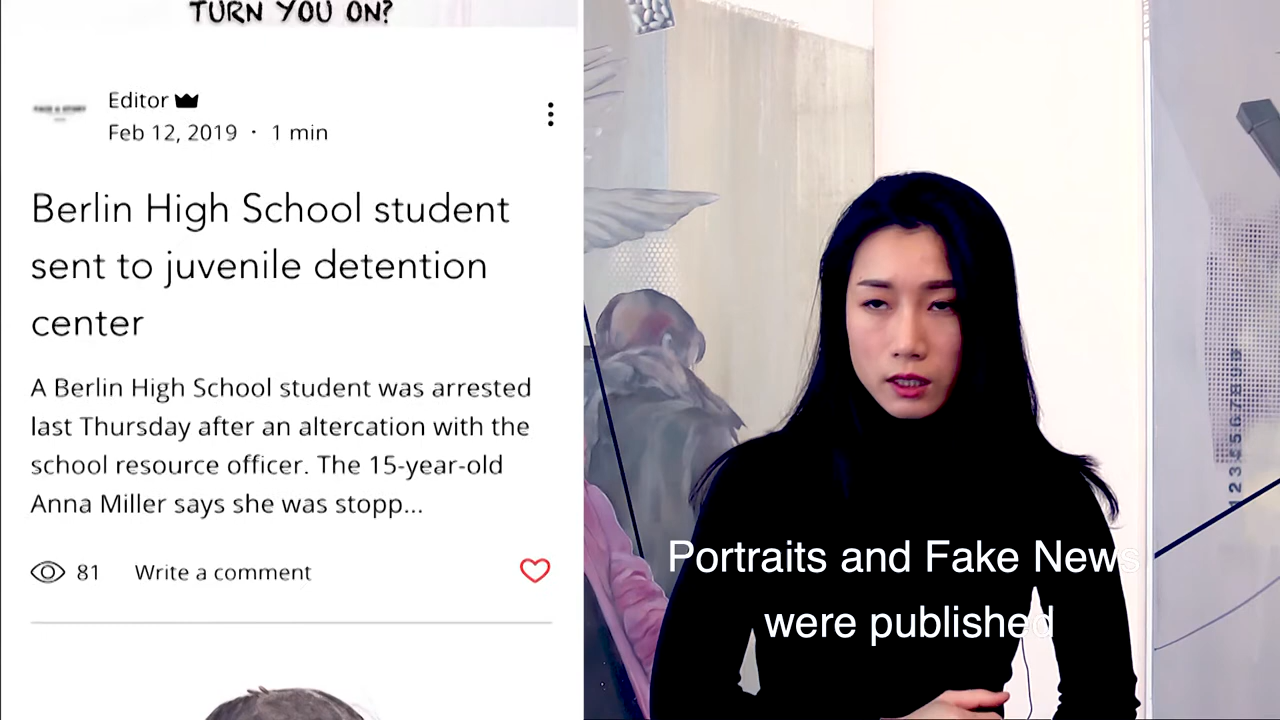 TURN YOU ON?
Editor
Feb 12, 2019 · 1 min
Berlin High School student
sent to juvenile detention
center
A Berlin High School student was arrested
last Thursday after an altercation with the
school resource officer. The 15-year-old
Anna Miller says she was stopp...
81 Write a comment
Portraits and Fake News
were published
123456789